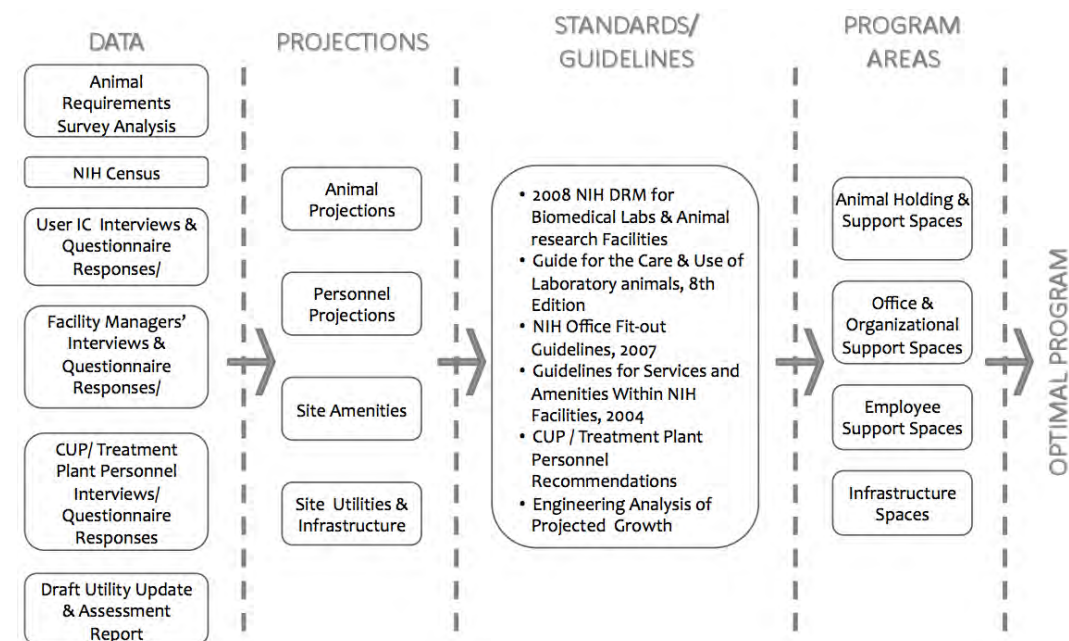 DATA
Animal
Requirements
Survey Analysis
NIH Census
User IC Interviews &
Questionnaire
Responses/
Facility Managers’
Interviews &
Questionnaire
Responses/
CUP/ Treatment
Plant Personnel
Interviews/
Questionnaire
Responses
Draft Utility Update
& Assessment
Report
PROJECTIONS
Animal
Projections
Personnel
Projections
Site Amenities
Site Utilities &
Infrastructure
STANDARDS/
GUIDELINES
• 2008 NIH DRM for
Biomedical Labs & Animal
research Facilities
• Guide for the Care & Use of
Laboratory animals, 8th
Edition
• NIH Office Fit-out
Guidelines, 2007
• Guidelines for Services and
Amenities Within NIH
Facilities, 2004
• CUP / Treatment Plant
Personnel
Recommendations
• Engineering Analysis of
Projected Growth
PROGRAM
AREAS
Animal Holding &
Support Spaces
Office &
Organizational
Support Spaces
Employee
Support Spaces
Infrastructure
Spaces
OPTIMAL PROGRAM